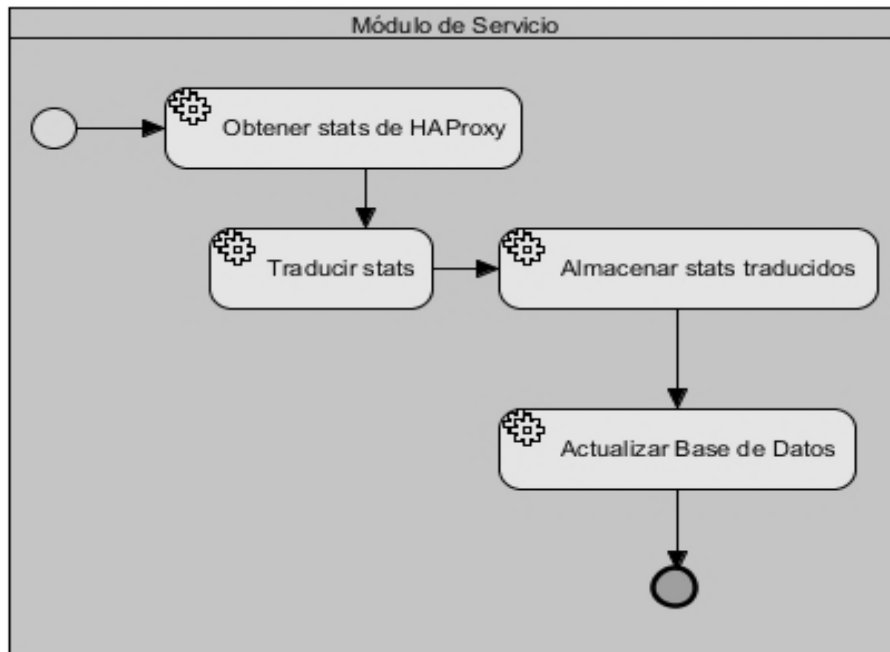 Módulo de Servicio
Obtener stats de HAProxy
Traducir stats
Almacenar stats traducidos
Actualizar Base de Datos